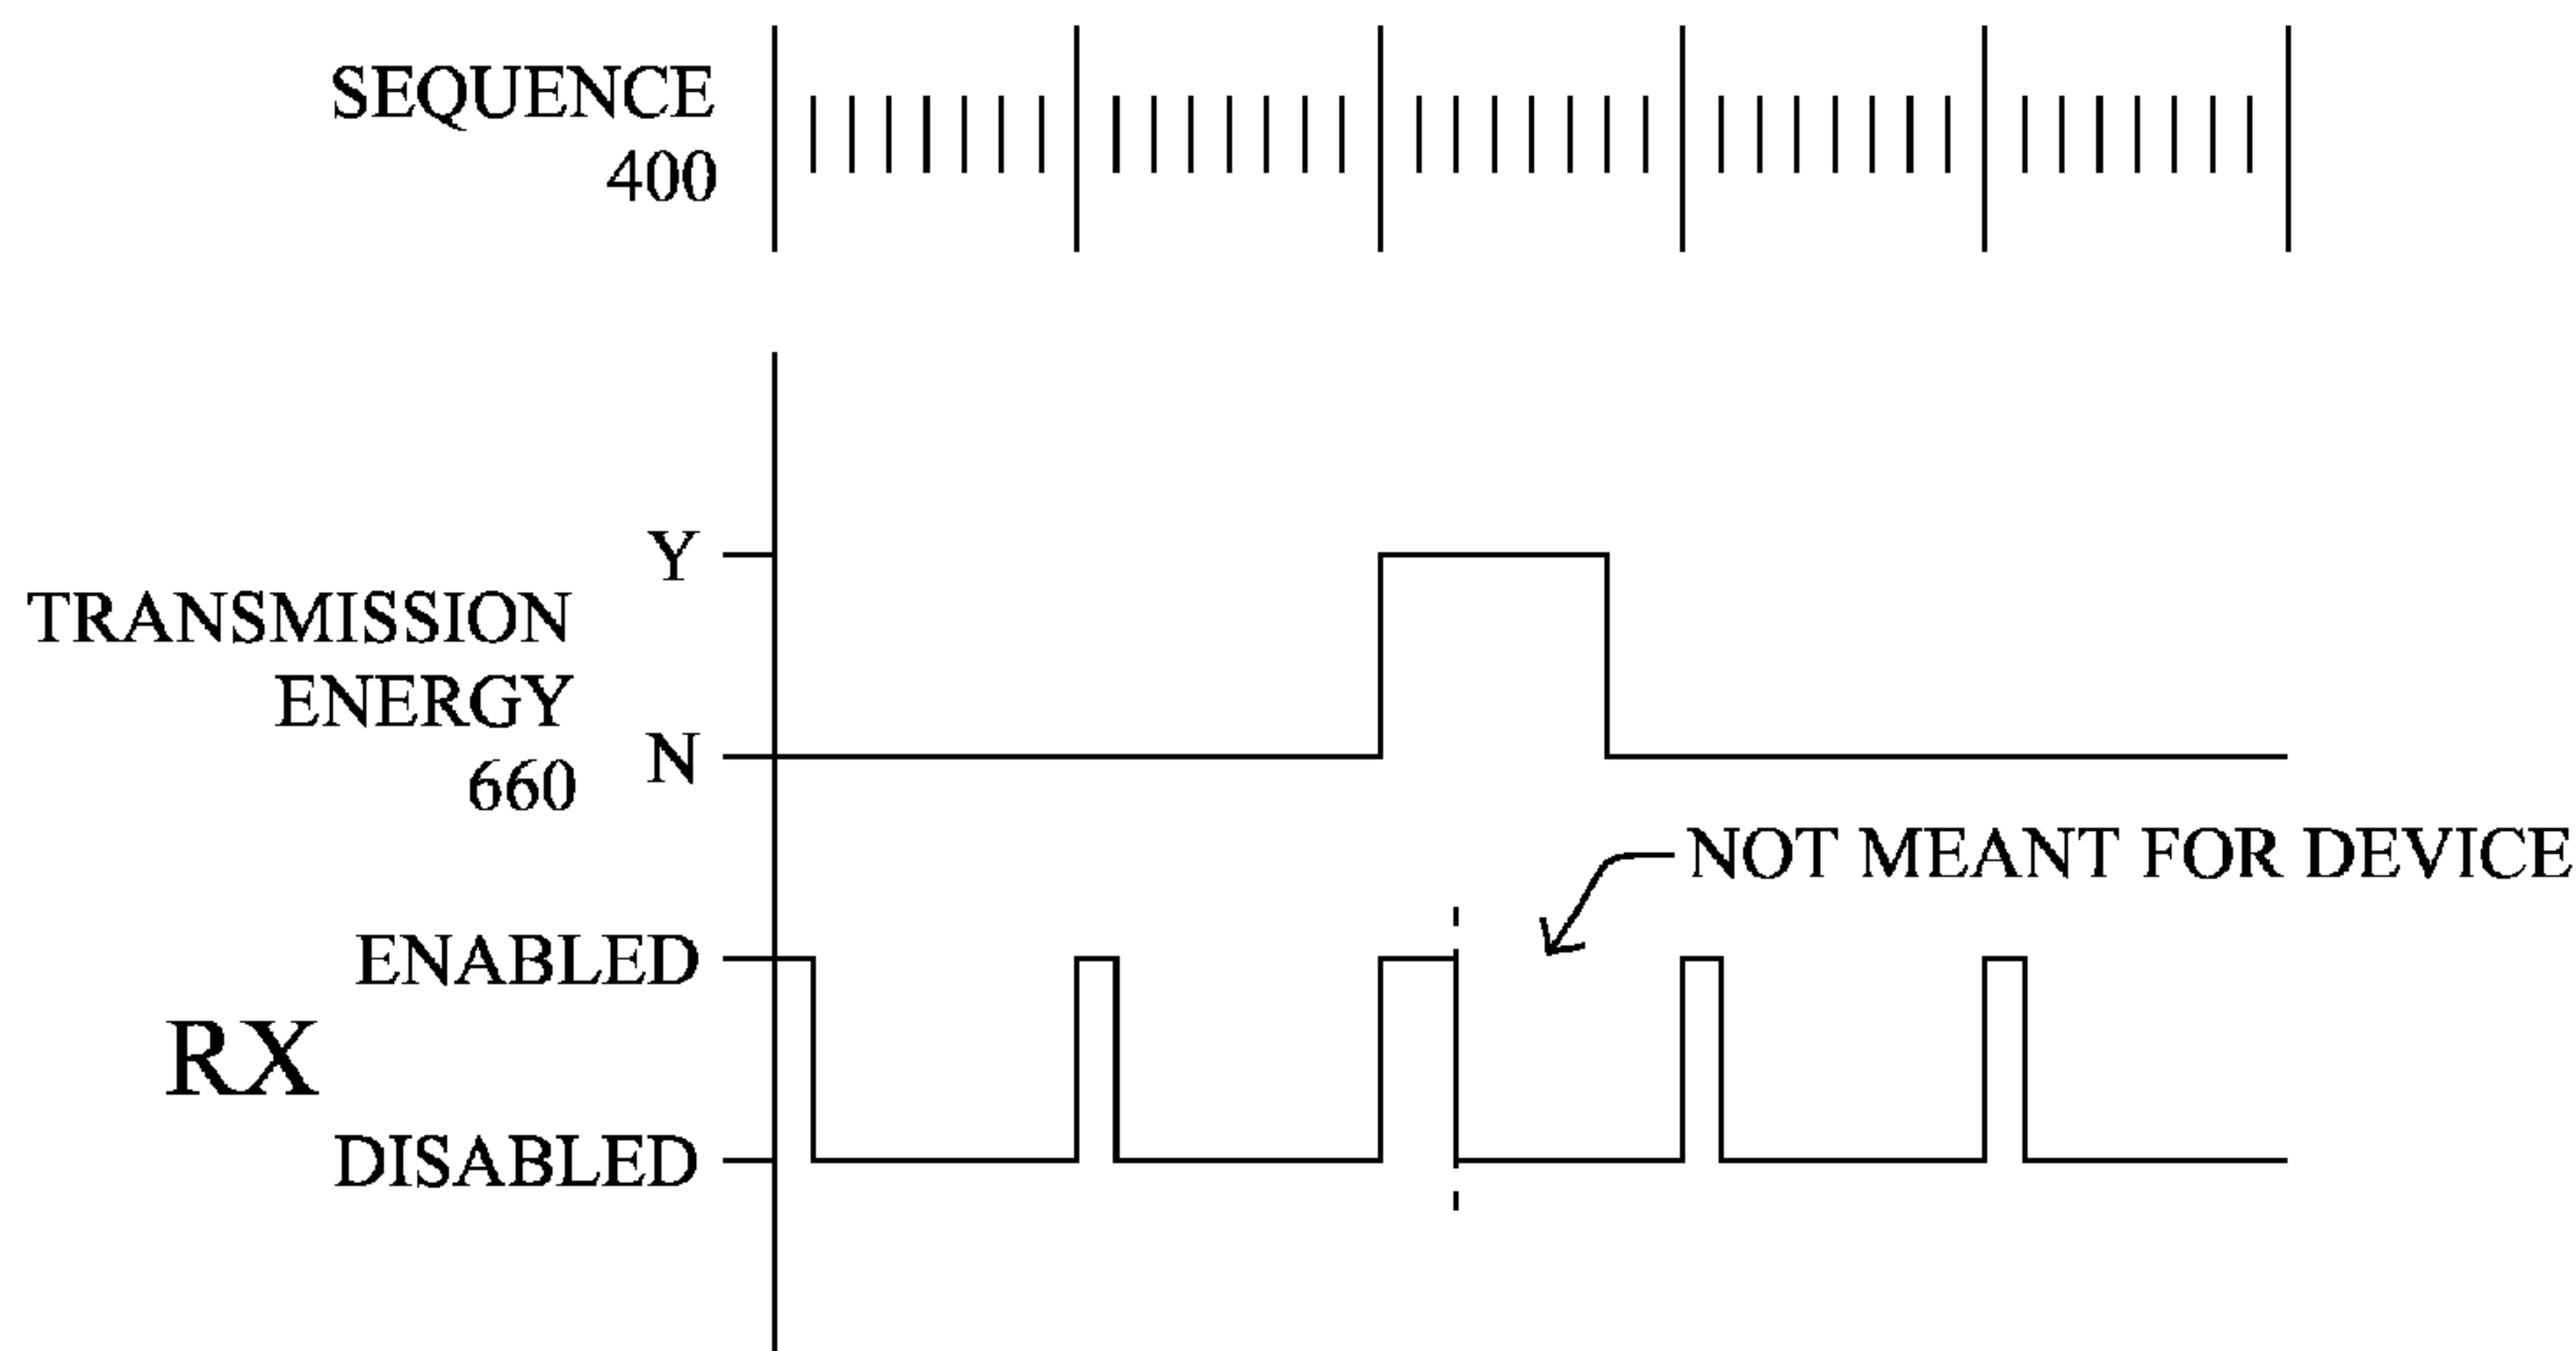 SEQUENCE
400
Y
TRANSMISSION
ENERGY
660
N
NOT MEANT FOR DEVICE
ENABLED
RX
DISABLED